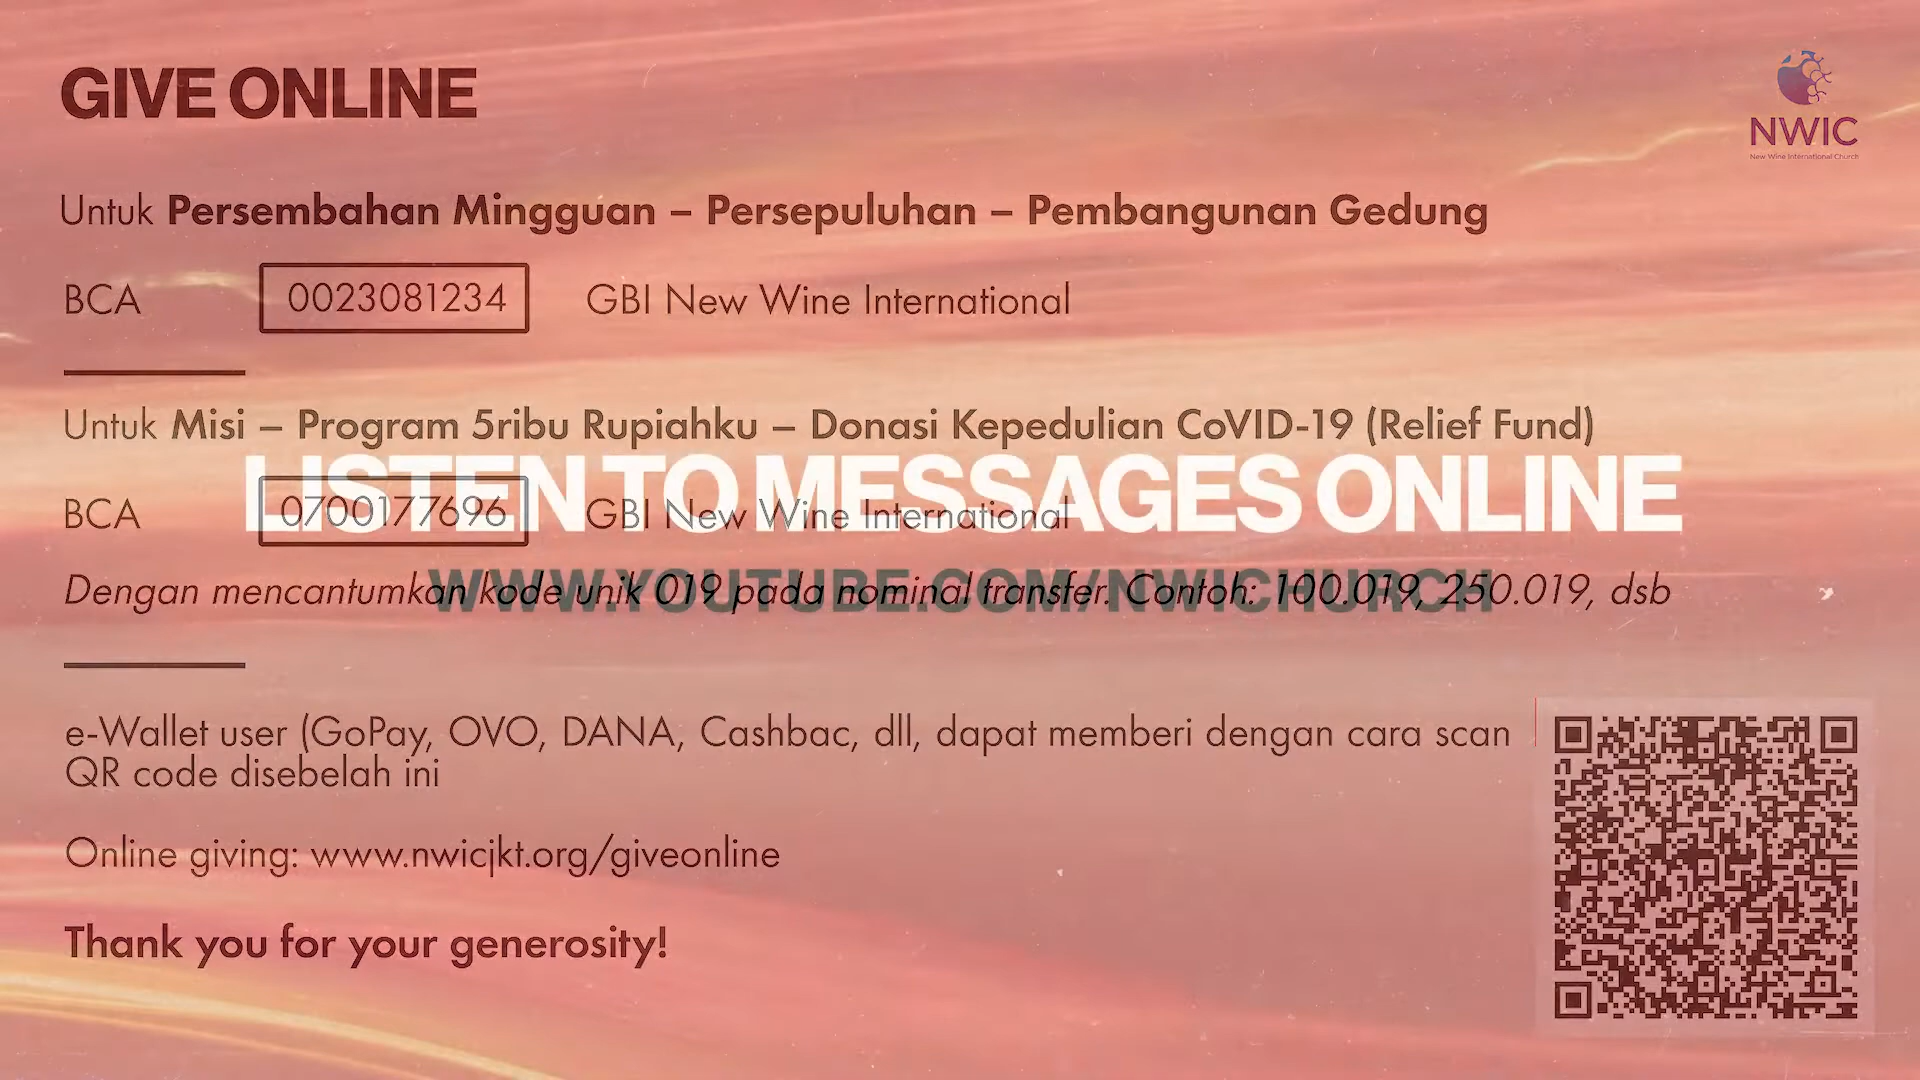 GIVE ONLINE
NWIC
New Wine International Church
Untuk Persembahan Mingguan – Persepuluhan – Pembangunan Gedung
BCA 0023081234 GBI New Wine International
Untuk Misi – Program 5ribu Rupiahku – Donasi Kepedulian CoVID-19 (Relief Fund)
LISTEN TO MESSAGES ONLINE
BCA 0700177696 GBI New Wine International
WWW.YOUTUBE.COM/NWICHURCH
Dengan mencantumkan kode unik 019 pada nominal transfer. Contoh: 100.019, 250.019, dsb
e-Wallet user (GoPay, OVO, DANA, Cashbac, dll, dapat memberi dengan cara scan
QR code disebelah ini
Online giving: www.nwicjkt.org/giveonline
Thank you for your generosity!